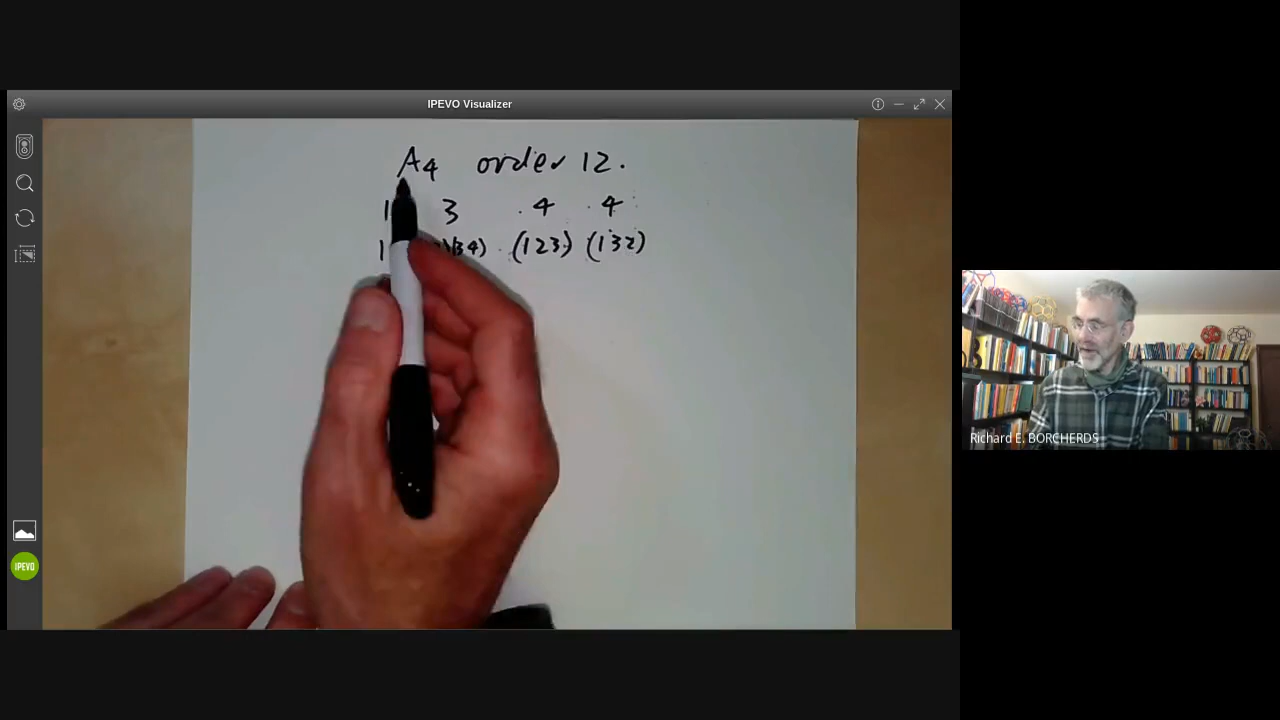 IPEVO Visualizer
A4 order 12.
1 3 4 4
1 (34) (123) (132)
IPEVO
Richard E. BORCHERDS